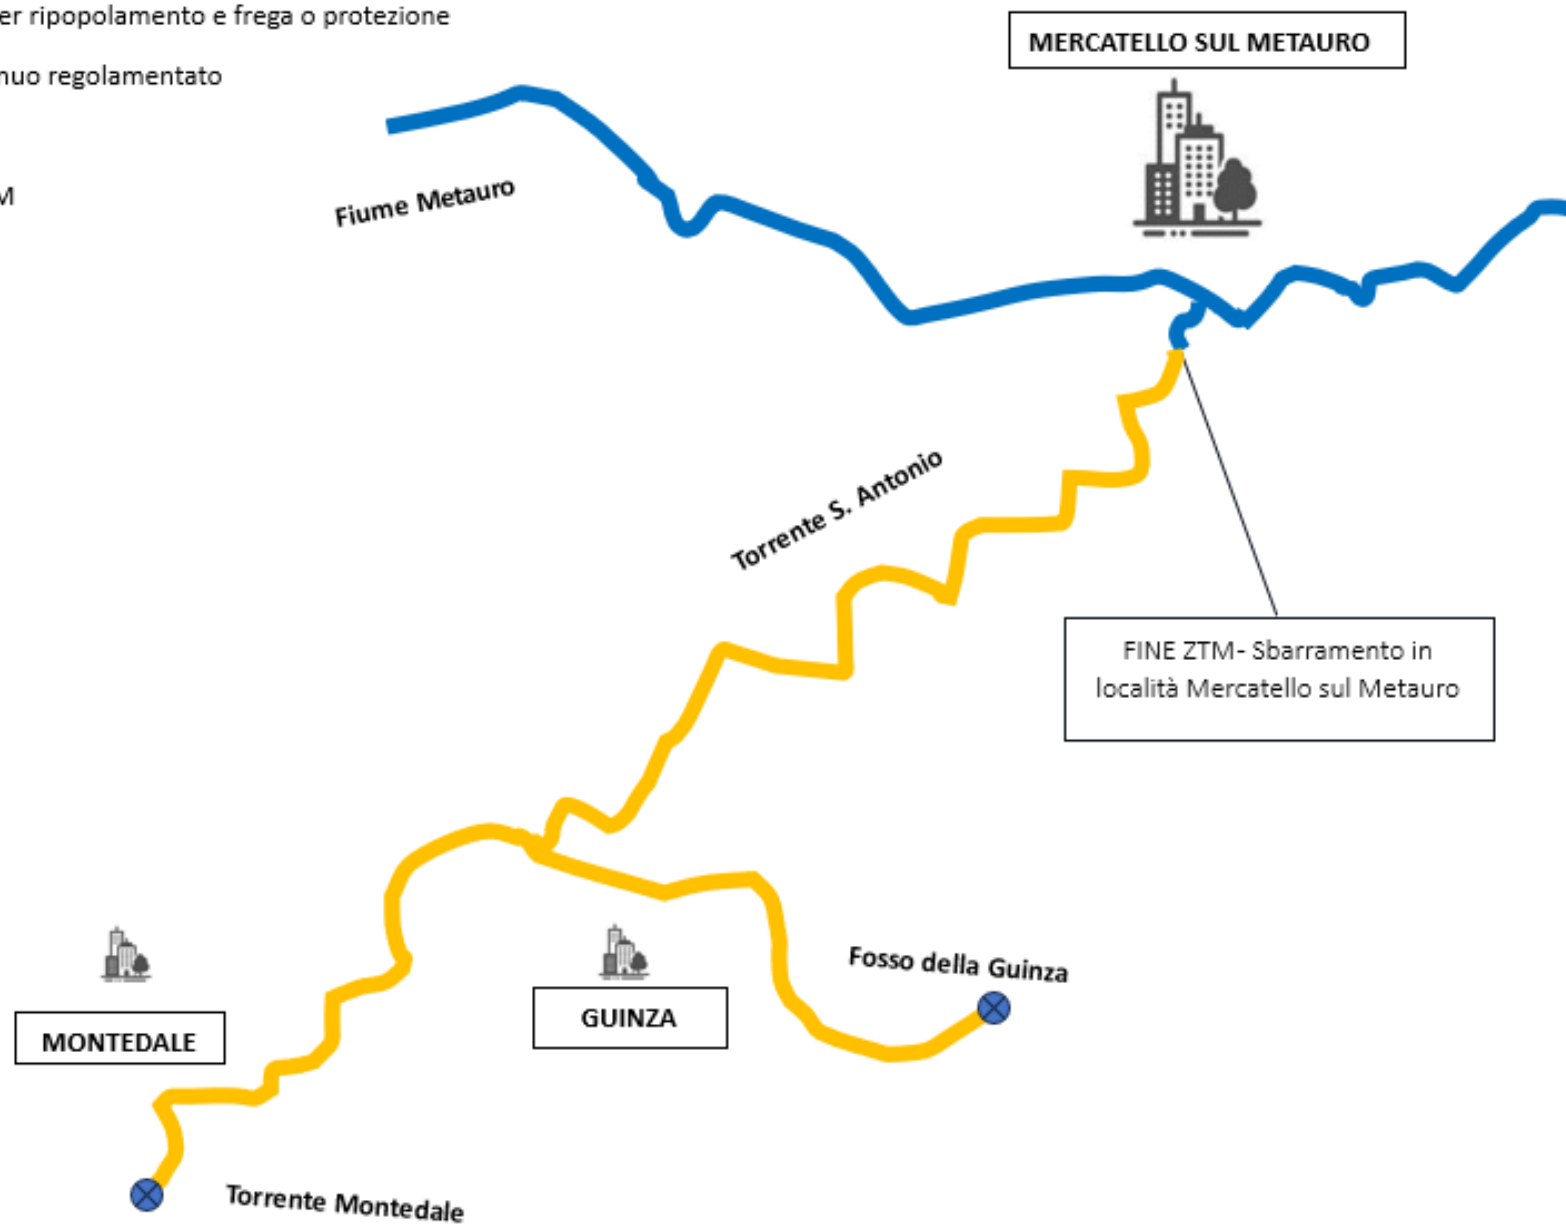 er ripopolamento e frega o protezione
MERCATELLO SUL METAURO
nuo regolamentato
M
Fiume Metauro
Torrente S. Antonio
FINE ZTM- Sbarramento in
località Mercatello sul Metauro
Fosso della Guinza
GUINZA
MONTEDALE
Torrente Montedale